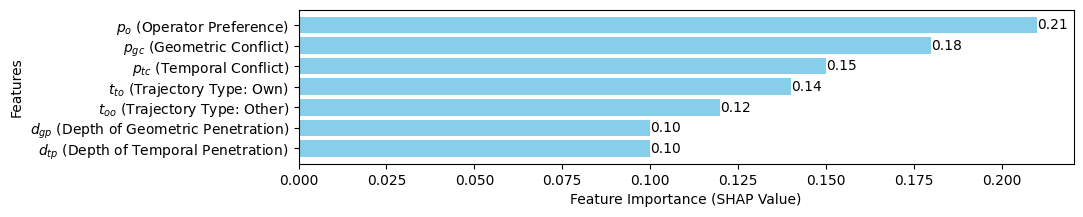 Features
p_o (Operator Preference)
0.21
p_gc (Geometric Conflict)
0.18
p_tc (Temporal Conflict)
0.15
t_to (Trajectory Type: Own)
0.14
t_oo (Trajectory Type: Other)
0.12
d_gp (Depth of Geometric Penetration)
0.10
d_tp (Depth of Temporal Penetration)
0.10
0.000 0.025 0.050 0.075 0.100 0.125 0.150 0.175 0.200
Feature Importance (SHAP Value)